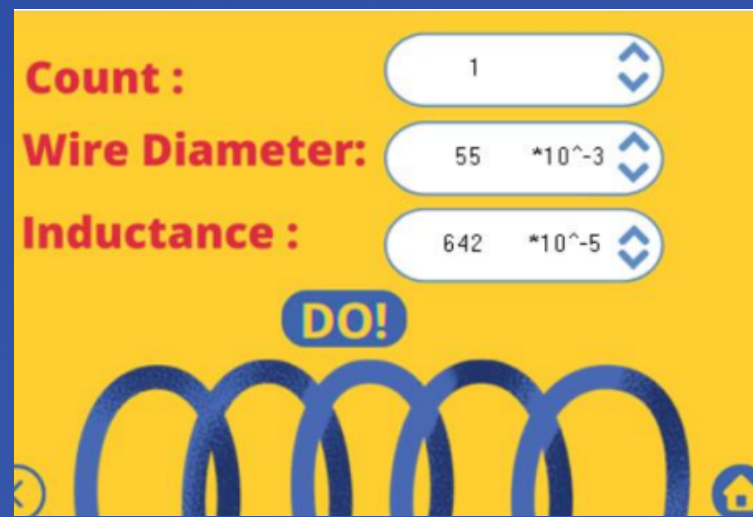 Count : 1
Wire Diameter: 55 *10^-3
Inductance : 642 *10^-5
DO!